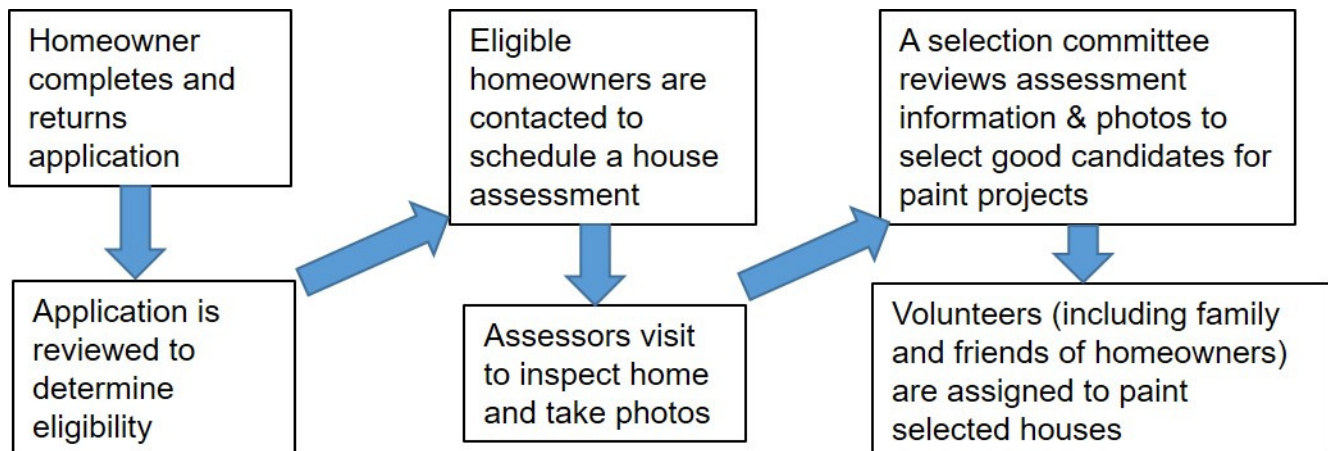 Homeowner
completes and
returns
application
Application is
reviewed to
determine
eligibility
Eligible
homeowners are
contacted to
schedule a house
assessment
Assessors visit
to inspect home
and take photos
A selection committee
reviews assessment
information & photos to
select good candidates for
paint projects
Volunteers (including family
and friends of homeowners)
are assigned to paint
selected houses